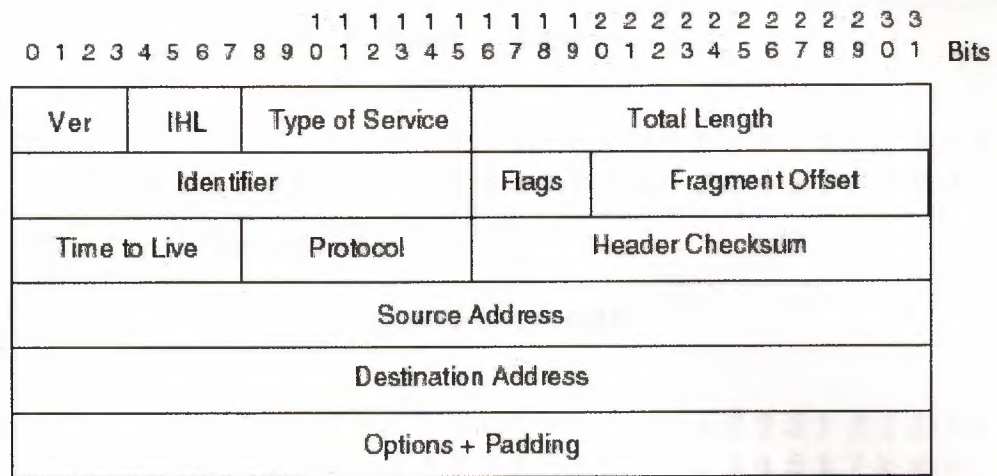 1 1 1 1 1 1 1 1 1 1 2 2 2 2 2 2 2 2 2 2 3 3
0 1 2 3 4 5 6 7 8 9 0 1 2 3 4 5 6 7 8 9 0 1 2 3 4 5 6 7 8 9 0 1 Bits
Ver IHL Type of Service Total Length
Identifier Flags Fragment Offset
Time to Live Protocol Header Checksum
Source Address
Destination Address
Options + Padding